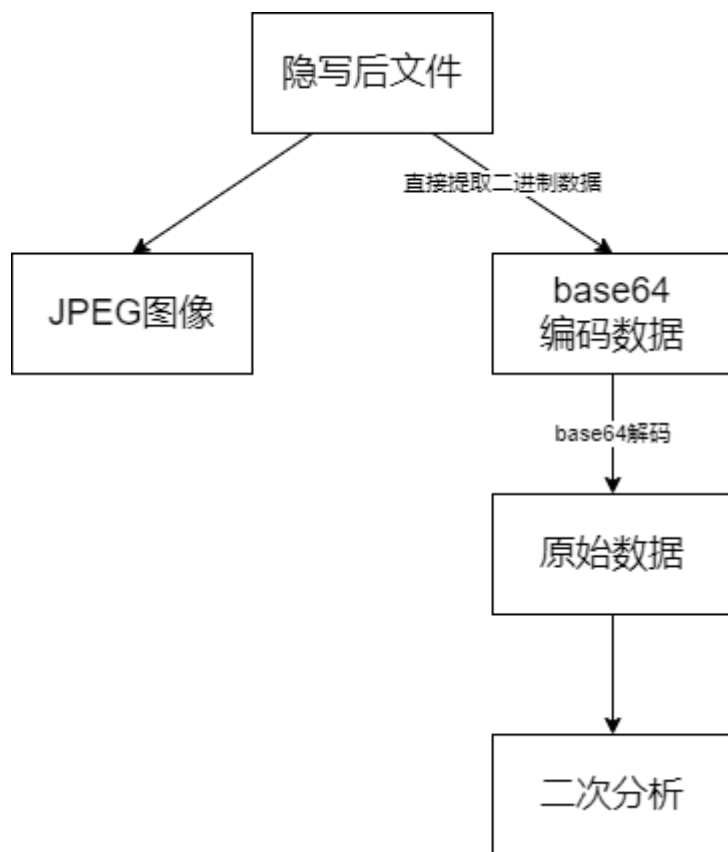 隐写后文件
直接提取二进制数据
JPEG图像
base64
编码数据
base64解码
原始数据
二次分析